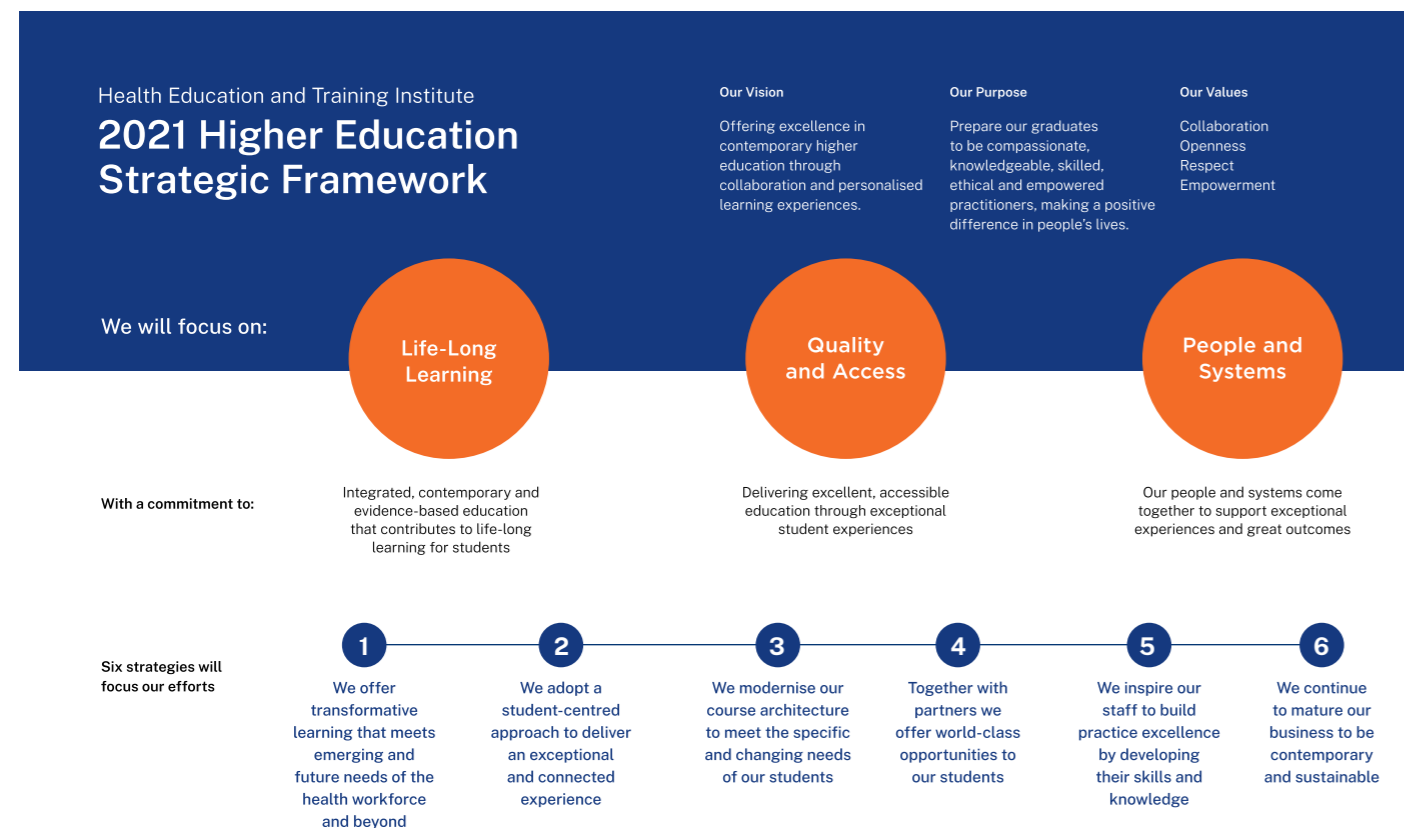 Health Education and Training Institute
2021 Higher Education
Strategic Framework
Our Vision
Offering excellence in
contemporary higher
education through
collaboration and personalised
learning experiences.
Our Purpose
Prepare our graduates
to be compassionate,
knowledgeable, skilled,
ethical and empowered
practitioners, making a positive
difference in people's lives.
Our Values
Collaboration
Openness
Respect
Empowerment
We will focus on:
Life-Long
Learning
Quality
and Access
People and
Systems
With a commitment to:
Integrated, contemporary and
evidence-based education
that contributes to life-long
learning for students
Delivering excellent, accessible
education through exceptional
student experiences
Our people and systems come
together to support exceptional
experiences and great outcomes
Six strategies will
focus our efforts
1
We offer
transformative
learning that meets
emerging and
future needs of the
health workforce
and beyond
2
We adopt a
student-centred
approach to deliver
an exceptional
and connected
experience
3
We modernise our
course architecture
to meet the specific
and changing needs
of our students
4
Together with
partners we
offer world-class
opportunities to
our students
5
We inspire our
staff to build
practice excellence
by developing
their skills and
knowledge
6
We continue
to mature our
business to be
contemporary
and sustainable